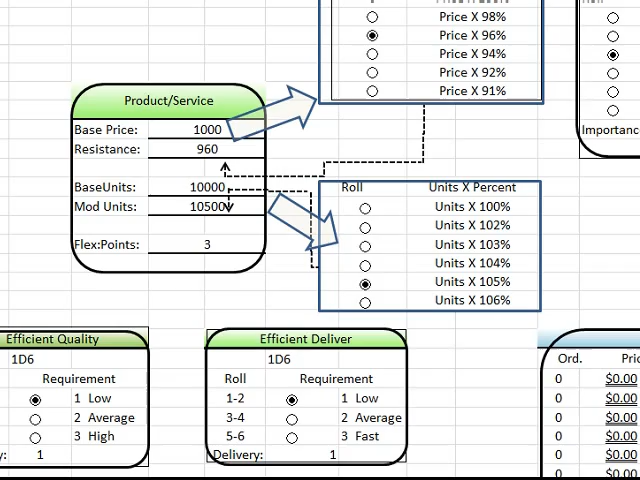 Price X 98%
Price X 96%
Price X 94%
Price X 92%
Price X 91%
Product/Service
Base Price: 1000
Resistance: 960
BaseUnits: 10000
Mod Units: 10500
Flex:Points: 3
Importanc
Roll Units X Percent
Units X 100%
Units X 102%
Units X 103%
Units X 104%
Units X 105%
Units X 106%
Efficient Quality
1D6
Requirement
1 Low
2 Average
3 High
y: 1
Efficient Deliver
1D6
Roll Requirement
1-2 1 Low
3-4 2 Average
5-6 3 Fast
Delivery: 1
Ord. Pric
0 $0.00
0 $0.00
0 $0.00
0 $0.00
0 $0.00
0 $0.00